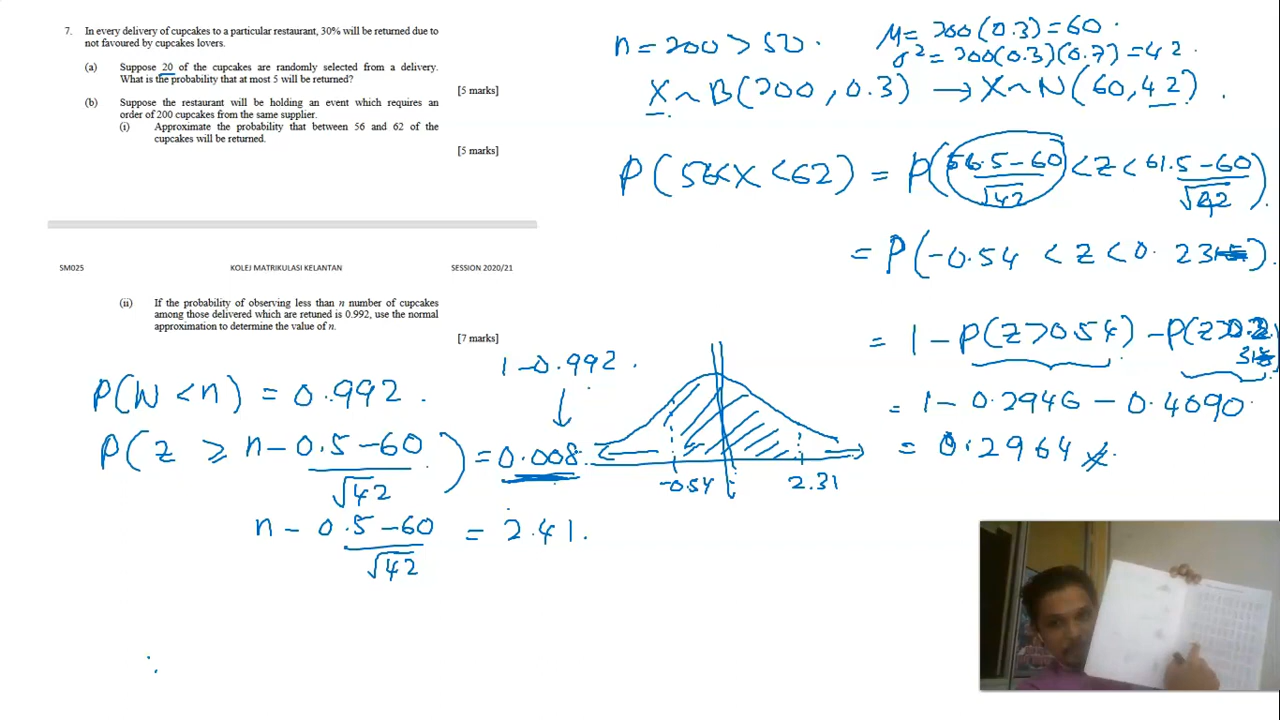 7. In every delivery of cupcakes to a particular restaurant, 30% will be returned due to
not favoured by cupcakes lovers.
(a) Suppose 20 of the cupcakes are randomly selected from a delivery.
What is the probability that at most 5 will be returned?
[5 marks]
(b) Suppose the restaurant will be holding an event which requires an
order of 200 cupcakes from the same supplier.
(i) Approximate the probability that between 56 and 62 of the
cupcakes will be returned.
[5 marks]
SM025 KOLEJ MATRIKULASI KELANTAN SESSION 2020/21
(ii) If the probability of observing less than n number of cupcakes
among those delivered which are retuned is 0.992, use the normal
approximation to determine the value of n.
[7 marks]
n = 200 > 50.
μ = 200(0.3) = 60.
σ² = 200(0.3)(0.7) = 42.
X ~ B(200, 0.3) → X ~ N(60, 42).
P(56 < X < 62) = P(56.5 - 60 / √42 < Z < 61.5 - 60 / √42).
= P(-0.54 < Z < 0.23).
= 1 - P(Z > 0.54) - P(Z >
= 1 - 0.2946 - 0.4090.
= 0.2964
-0.54 2.31
1 - 0.992.
P(W < n) = 0.992.
P(Z ≥ n - 0.5 - 60 / √42) = 0.008.
n - 0.5 - 60 / √42 = 2.41.
∴